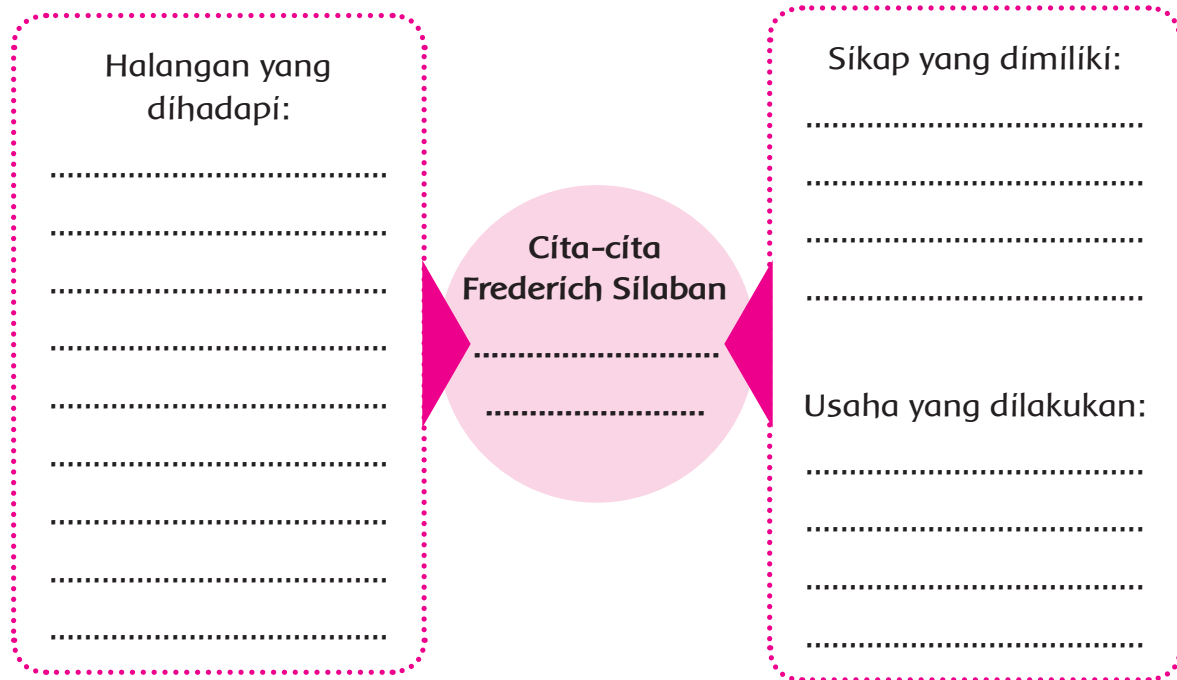 Halangan yang
dihadapi:
Cita-cita
Frederich Silaban
Sikap yang dimiliki:
Usaha yang dilakukan: